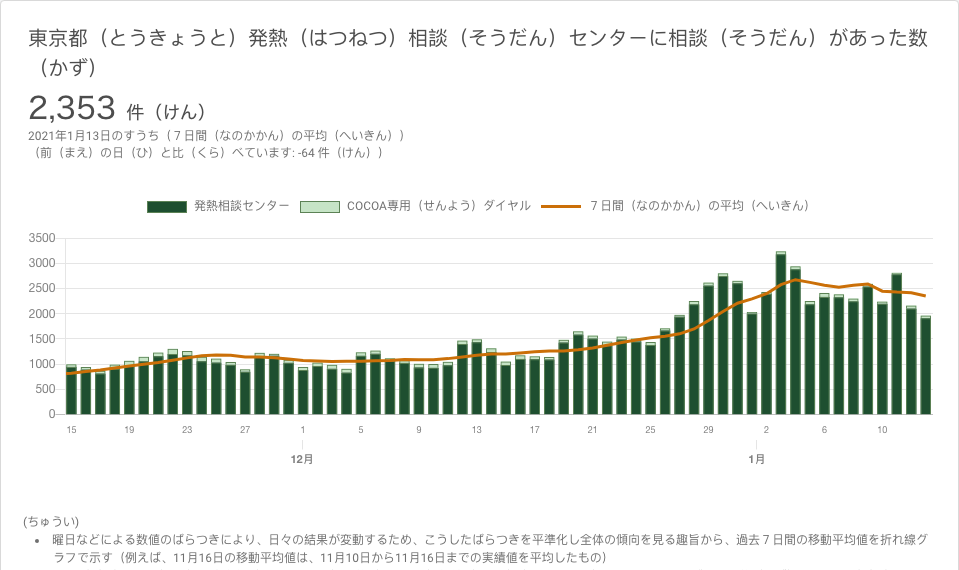 東京都（とうきょうと）発熱（はつねつ）相談（そうだん）センターに相談（そうだん）があった数
（かず）
2,353 件（けん）
2021年1月13日のすうち（７日間（なのかかん）の平均（へいきん））
（前（まえ）の日（ひ）と比（くら）べています: -64 件（けん））
発熱相談センター COCOA専用（せんよう）ダイヤル ７日間（なのかかん）の平均（へいきん）
3500
3000
2500
2000
1500
1000
500
0
15 19 23 27 1 5 9 13 17 21 25 29 2 6 10
12月 1月
(ちゅうい)
• 曜日などによる数値のばらつきにより、日々の結果が変動するため、こうしたばらつきを平準化し全体の傾向を見る趣旨から、過去７日間の移動平均値を折れ線グ
ラフで示す（例えば、11月16日の移動平均値は、11月10日から11月16日までの実績値を平均したもの）